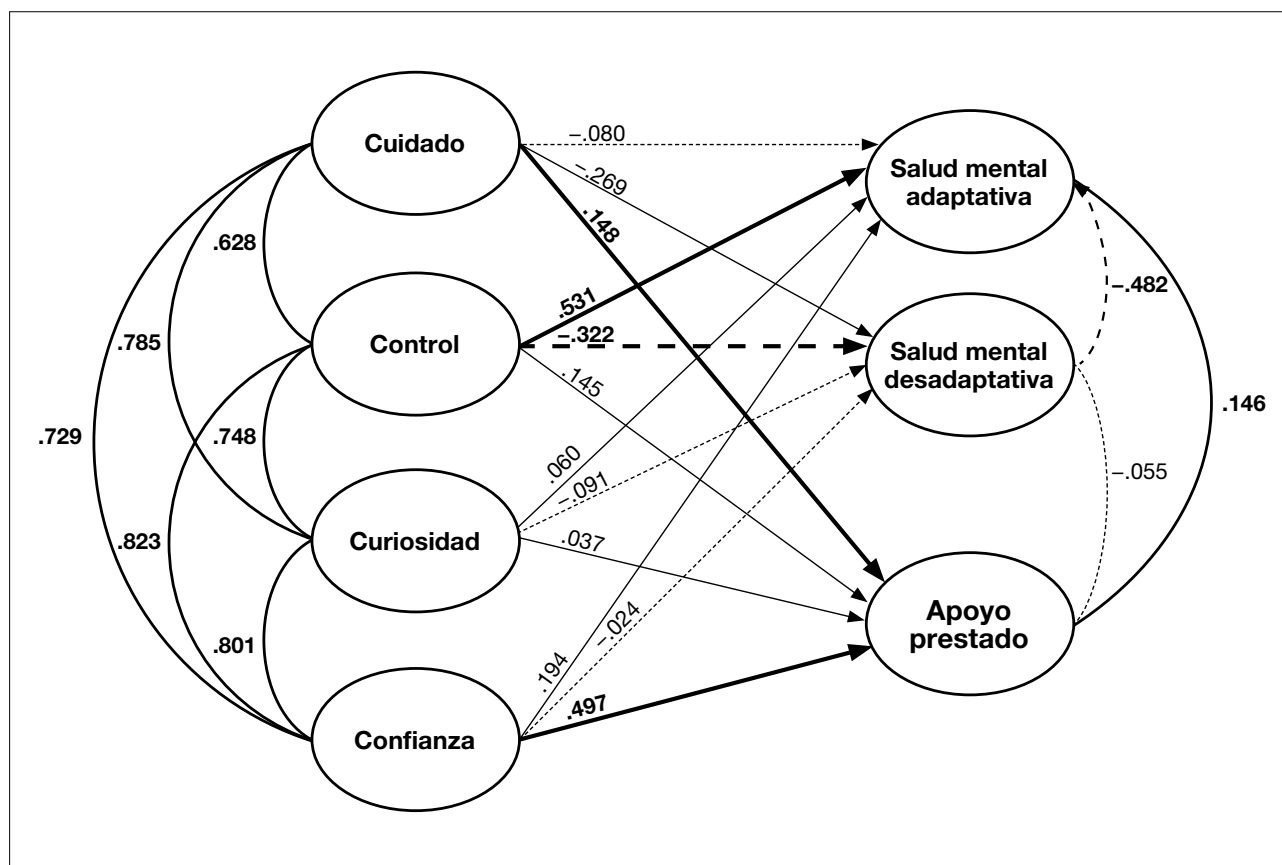 Cuidado
Control
Curiosidad
Confianza
Salud mental
adaptativa
Salud mental
desadaptativa
Apoyo
prestado
.628
.785
.748
.729
.823
.801
−.080
−.269
.148
.531
−.322
.145
.060
−.091
.037
.194
−.024
.497
−.482
.146
−.055